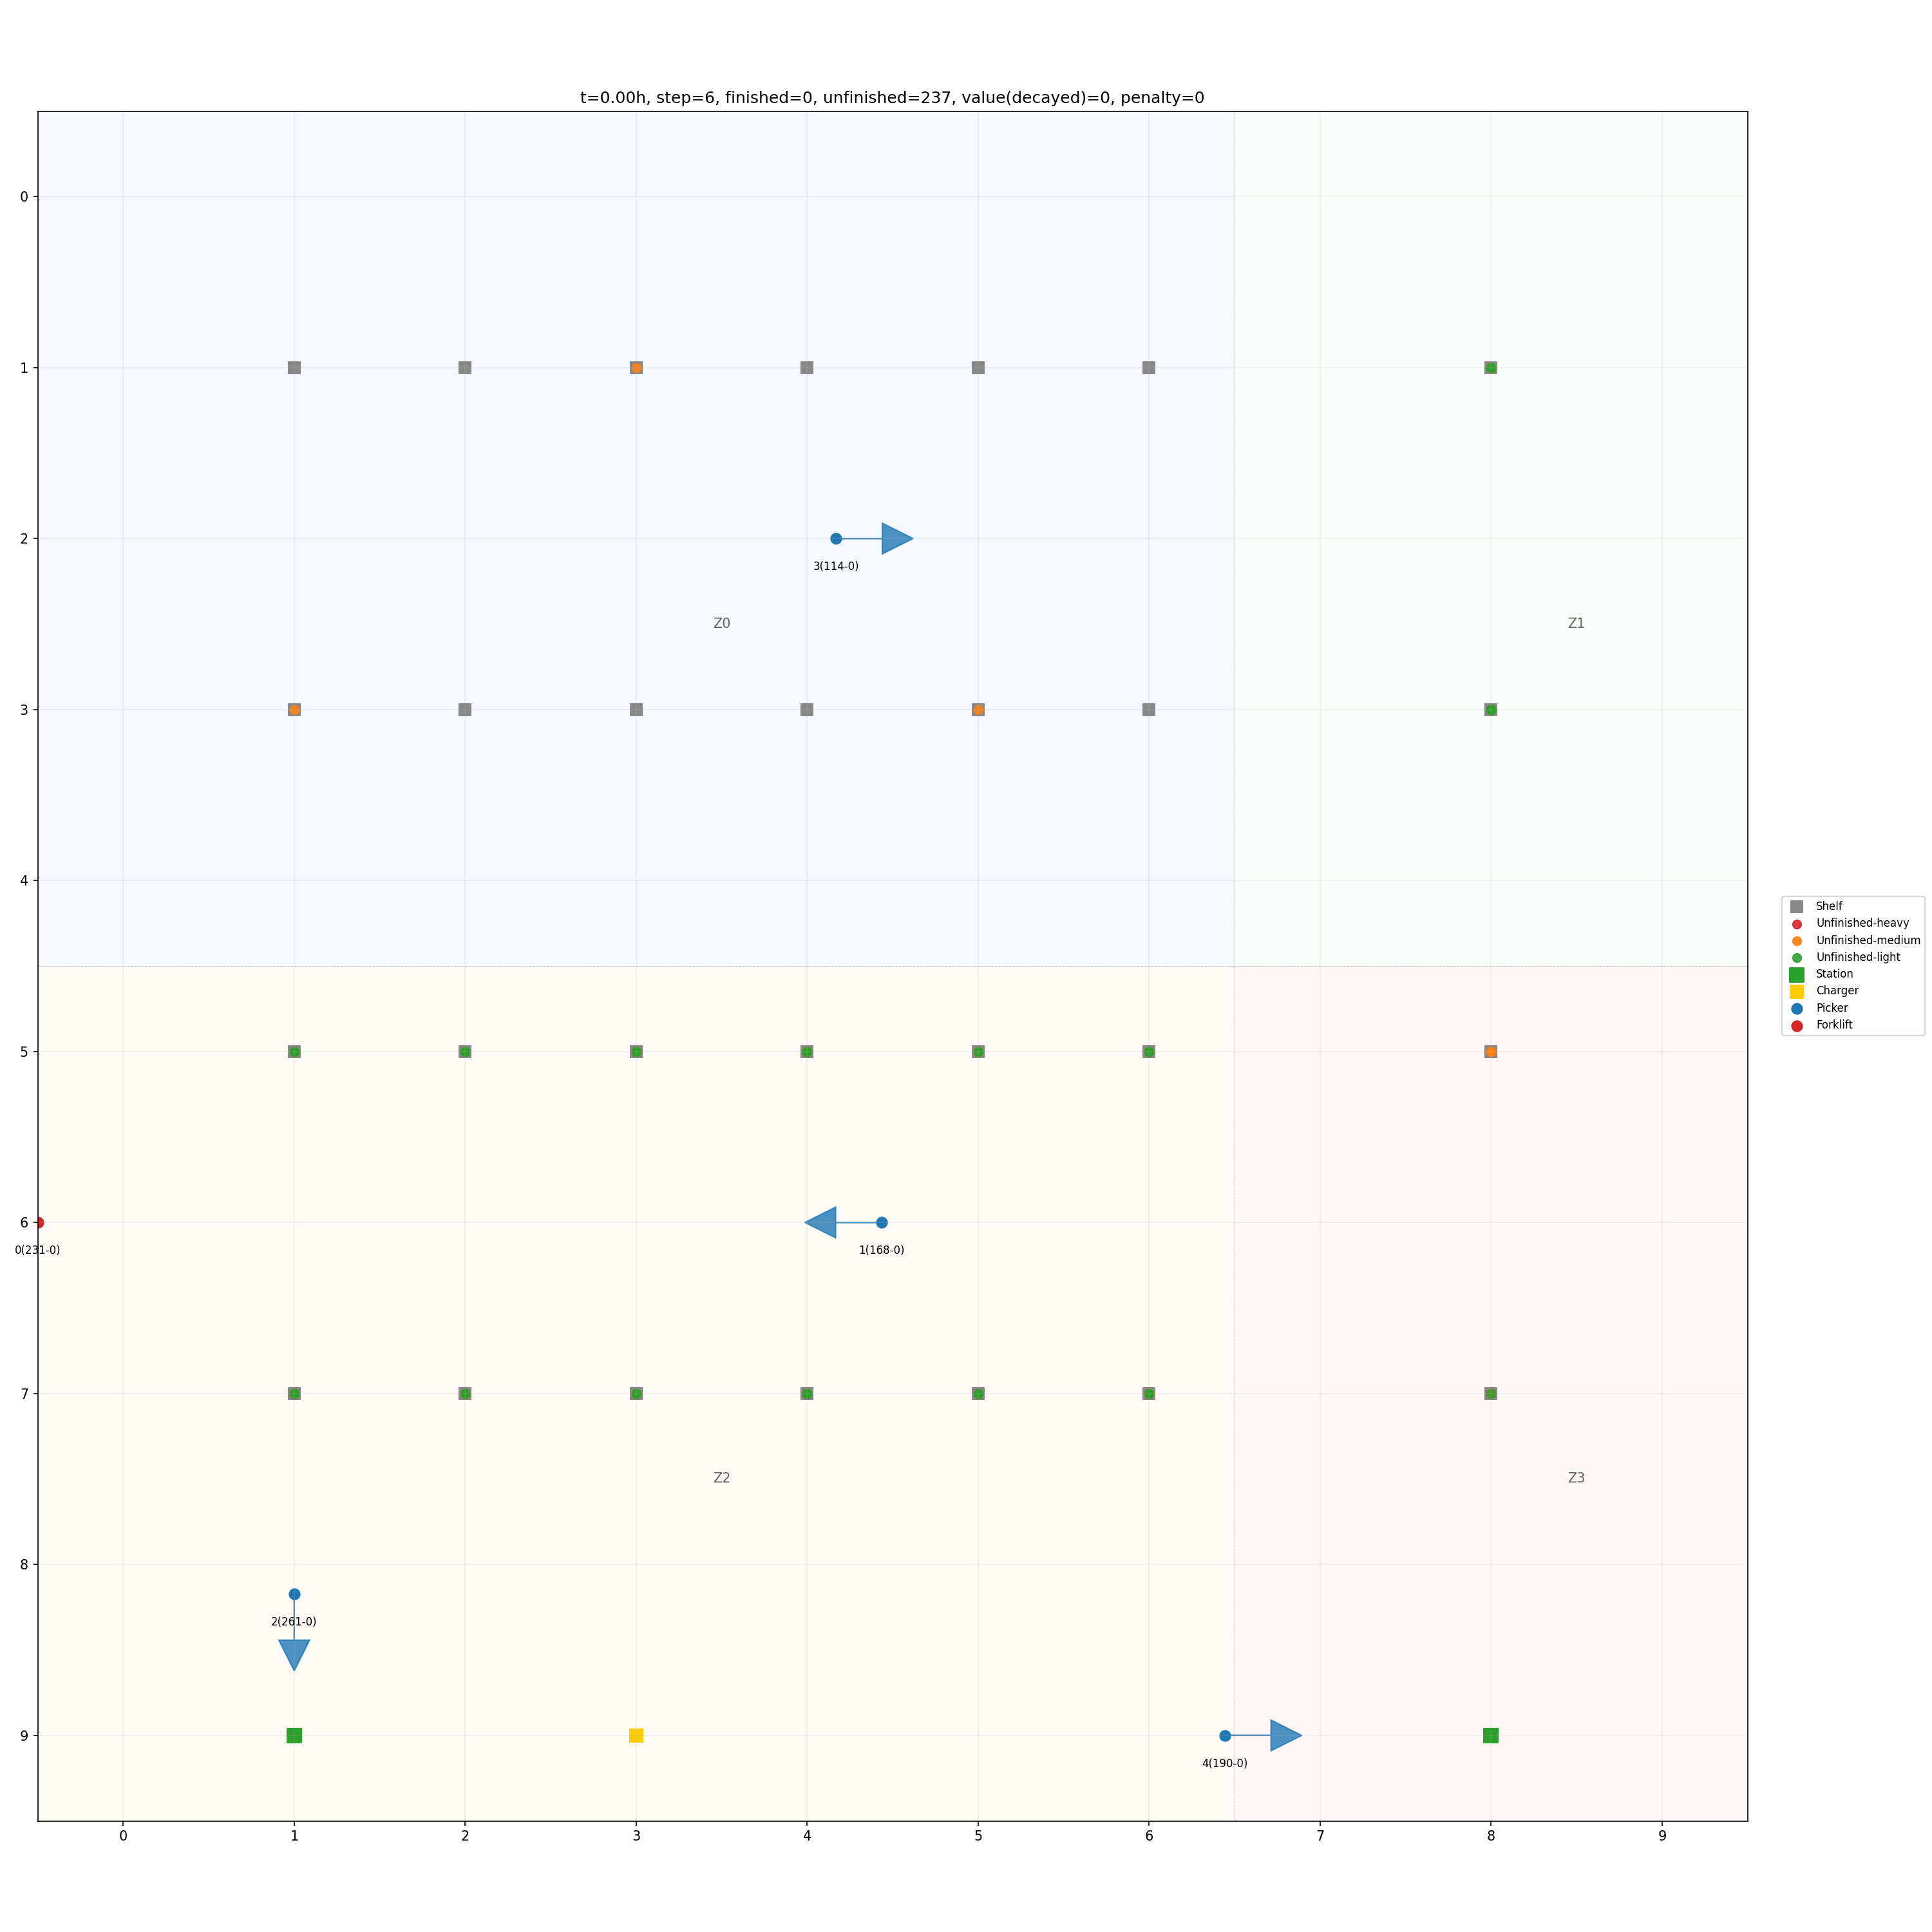 t=0.00h, step=6, finished=0, unfinished=237, value(decayed)=0, penalty=0
0
1
2
3(114-0)
Z0
Z1
3
4
Shelf
Unfinished-heavy
Unfinished-medium
Unfinished-light
Station
Charger
Picker
Forklift
5
6
0(231-0)
1(168-0)
7
Z2
Z3
8
2(261-0)
9
4(190-0)
0 1 2 3 4 5 6 7 8 9